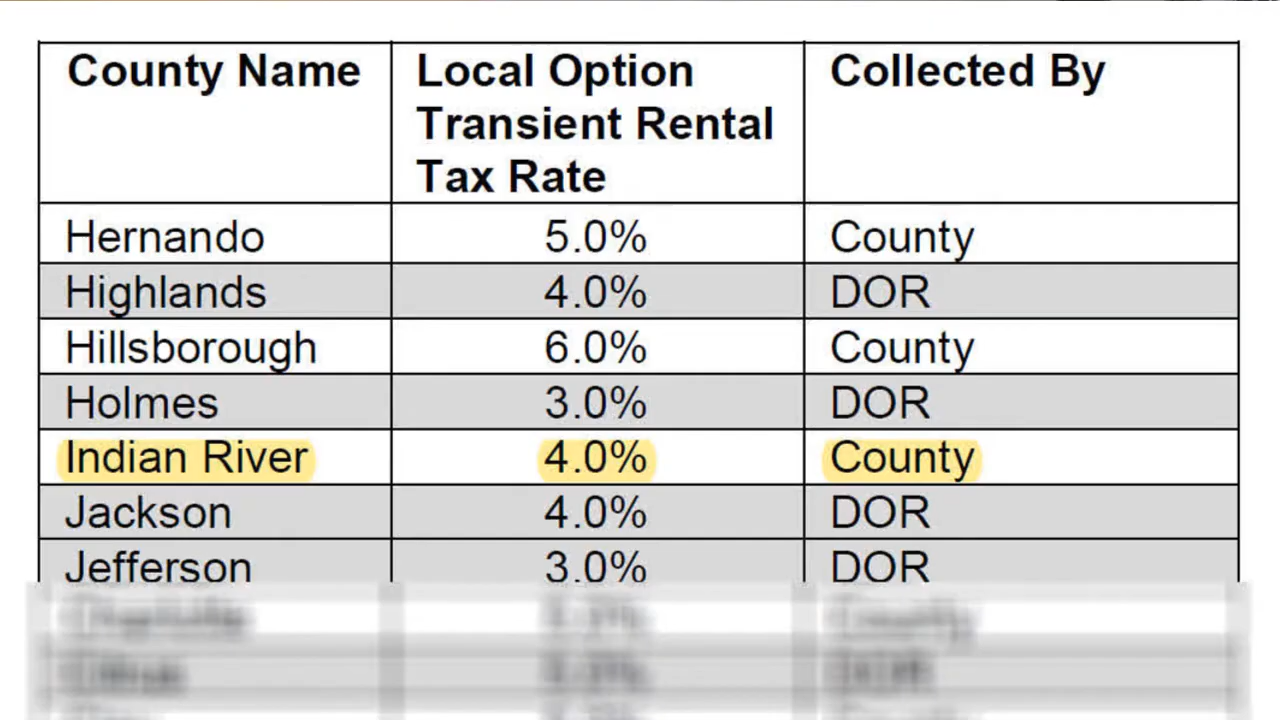 County Name Local Option Transient Rental Tax Rate Collected By
Hernando 5.0% County
Highlands 4.0% DOR
Hillsborough 6.0% County
Holmes 3.0% DOR
Indian River 4.0% County
Jackson 4.0% DOR
Jefferson 3.0% DOR